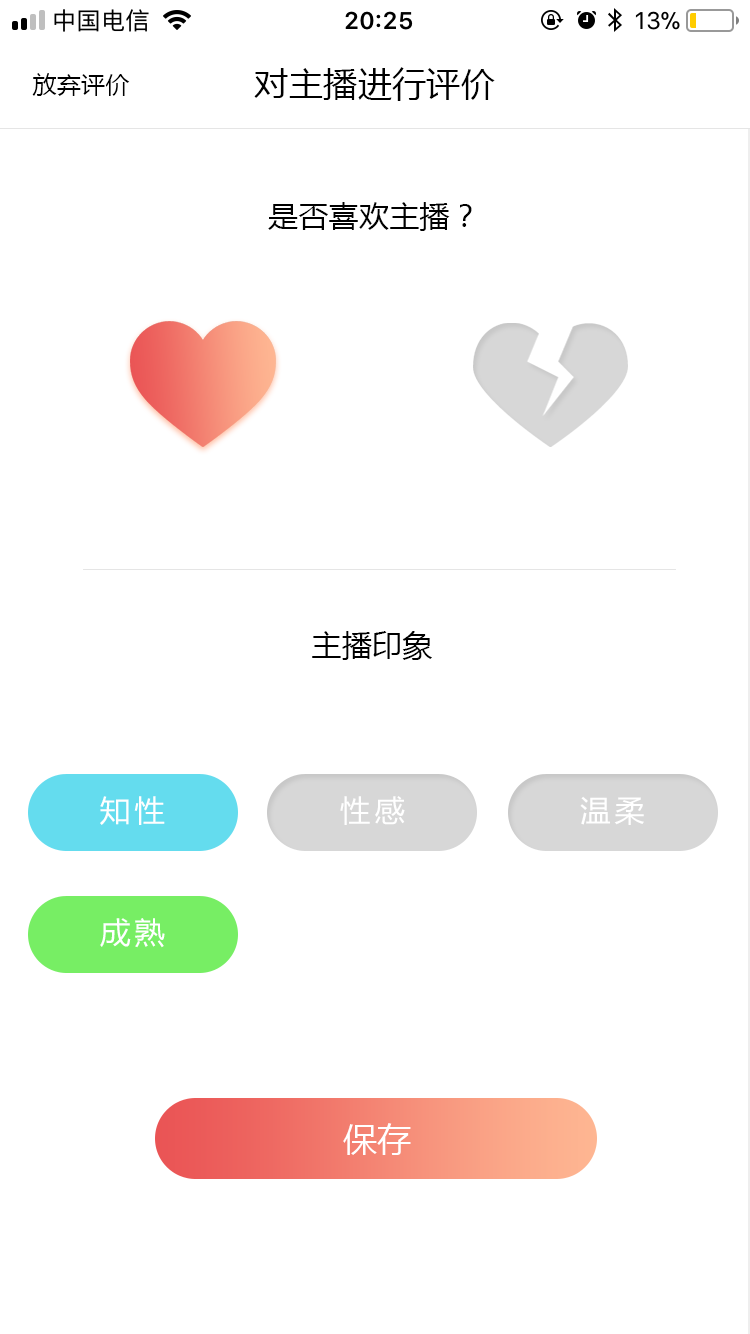 中国电信 20:25 13%
放弃评价 对主播进行评价
是否喜欢主播？
主播印象
知性 性感 温柔
成熟
保存